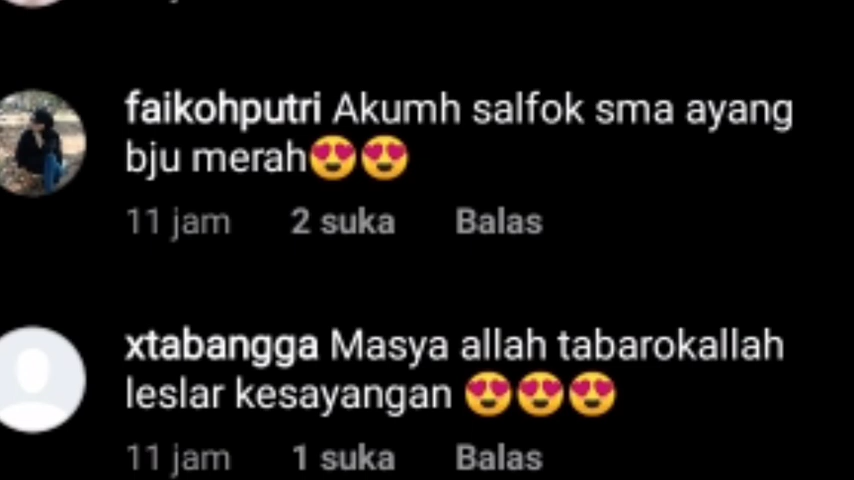 faikohputri Akumh salfok sma ayang
bju merah😍😍
11 jam 2 suka Balas
xtabangga Masya allah tabarokallah
leslar kesayangan 😍😍😍
11 jam 1 suka Balas